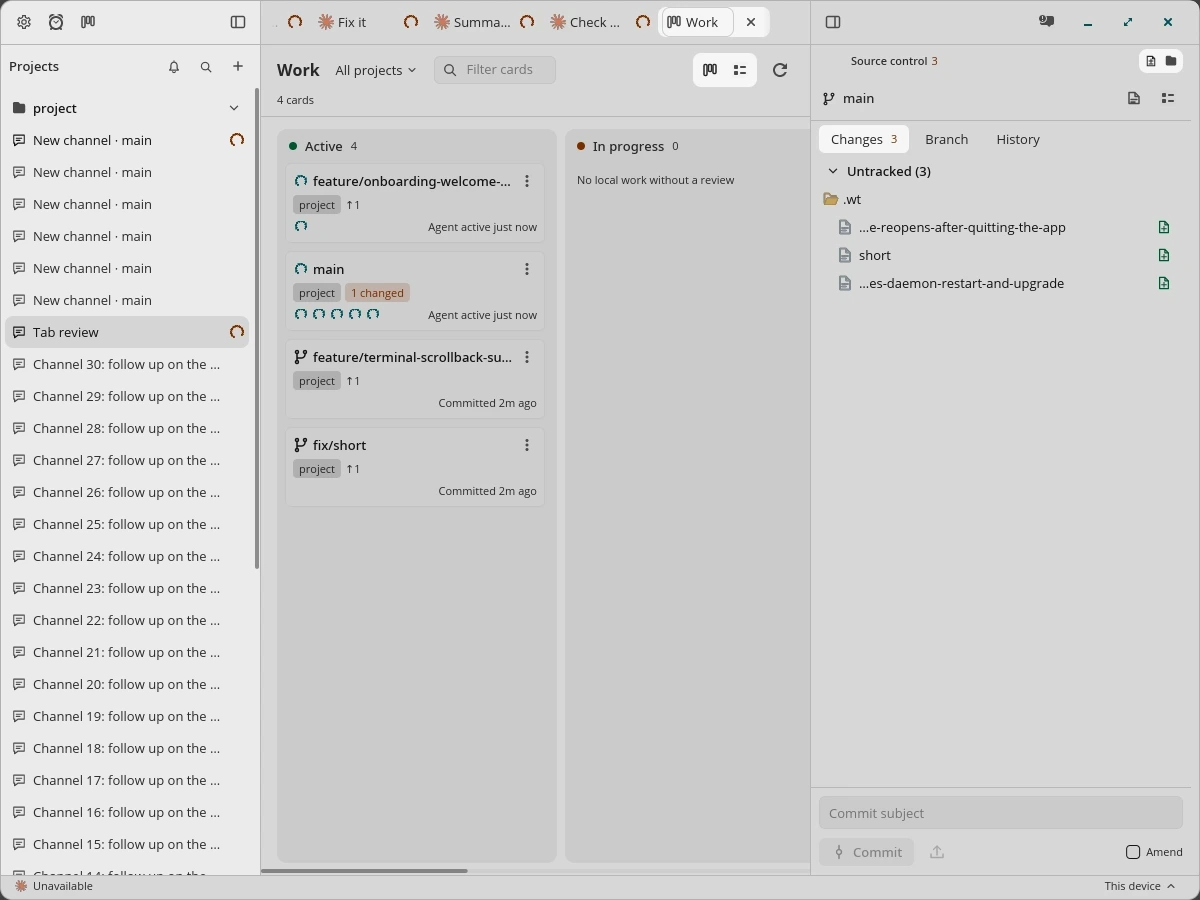 Projects
project
New channel · main
New channel · main
New channel · main
New channel · main
New channel · main
New channel · main
Tab review
Channel 30: follow up on the ...
Channel 29: follow up on the ...
Channel 28: follow up on the ...
Channel 27: follow up on the ...
Channel 26: follow up on the ...
Channel 25: follow up on the ...
Channel 24: follow up on the ...
Channel 23: follow up on the ...
Channel 22: follow up on the ...
Channel 21: follow up on the ...
Channel 20: follow up on the ...
Channel 19: follow up on the ...
Channel 18: follow up on the ...
Channel 17: follow up on the ...
Channel 16: follow up on the ...
Channel 15: follow up on the ...
Fix it
Summa...
Check ...
Work
Work
All projects
Filter cards
4 cards
Active 4
feature/onboarding-welcome-...
project ↑1
Agent active just now
main
project 1 changed
Agent active just now
feature/terminal-scrollback-su...
project ↑1
Committed 2m ago
fix/short
project ↑1
Committed 2m ago
In progress 0
No local work without a review
Source control 3
main
Changes 3
Branch
History
Untracked (3)
.wt
...e-reopens-after-quitting-the-app
short
...es-daemon-restart-and-upgrade
Commit subject
Commit
Amend
Unavailable
This device